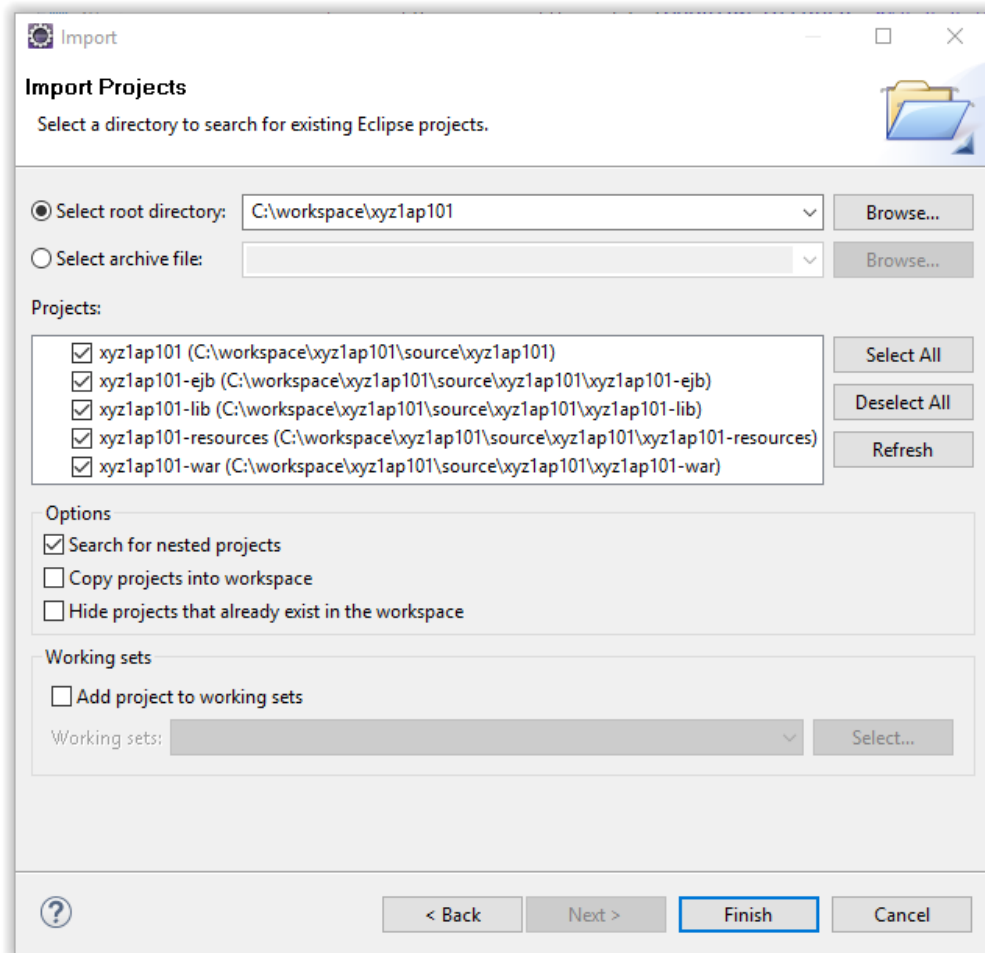 Import
Import Projects
Select a directory to search for existing Eclipse projects.
Select root directory: C:\workspace\xyz1ap101 Browse...
Select archive file: Browse...
Projects:
xyz1ap101 (C:\workspace\xyz1ap101\source\xyz1ap101)
xyz1ap101-ejb (C:\workspace\xyz1ap101\source\xyz1ap101\xyz1ap101-ejb)
xyz1ap101-lib (C:\workspace\xyz1ap101\source\xyz1ap101\xyz1ap101-lib)
xyz1ap101-resources (C:\workspace\xyz1ap101\source\xyz1ap101\xyz1ap101-resources)
xyz1ap101-war (C:\workspace\xyz1ap101\source\xyz1ap101\xyz1ap101-war)
Select All
Deselect All
Refresh
Options
Search for nested projects
Copy projects into workspace
Hide projects that already exist in the workspace
Working sets
Add project to working sets
Working sets: Select...
? < Back Next > Finish Cancel